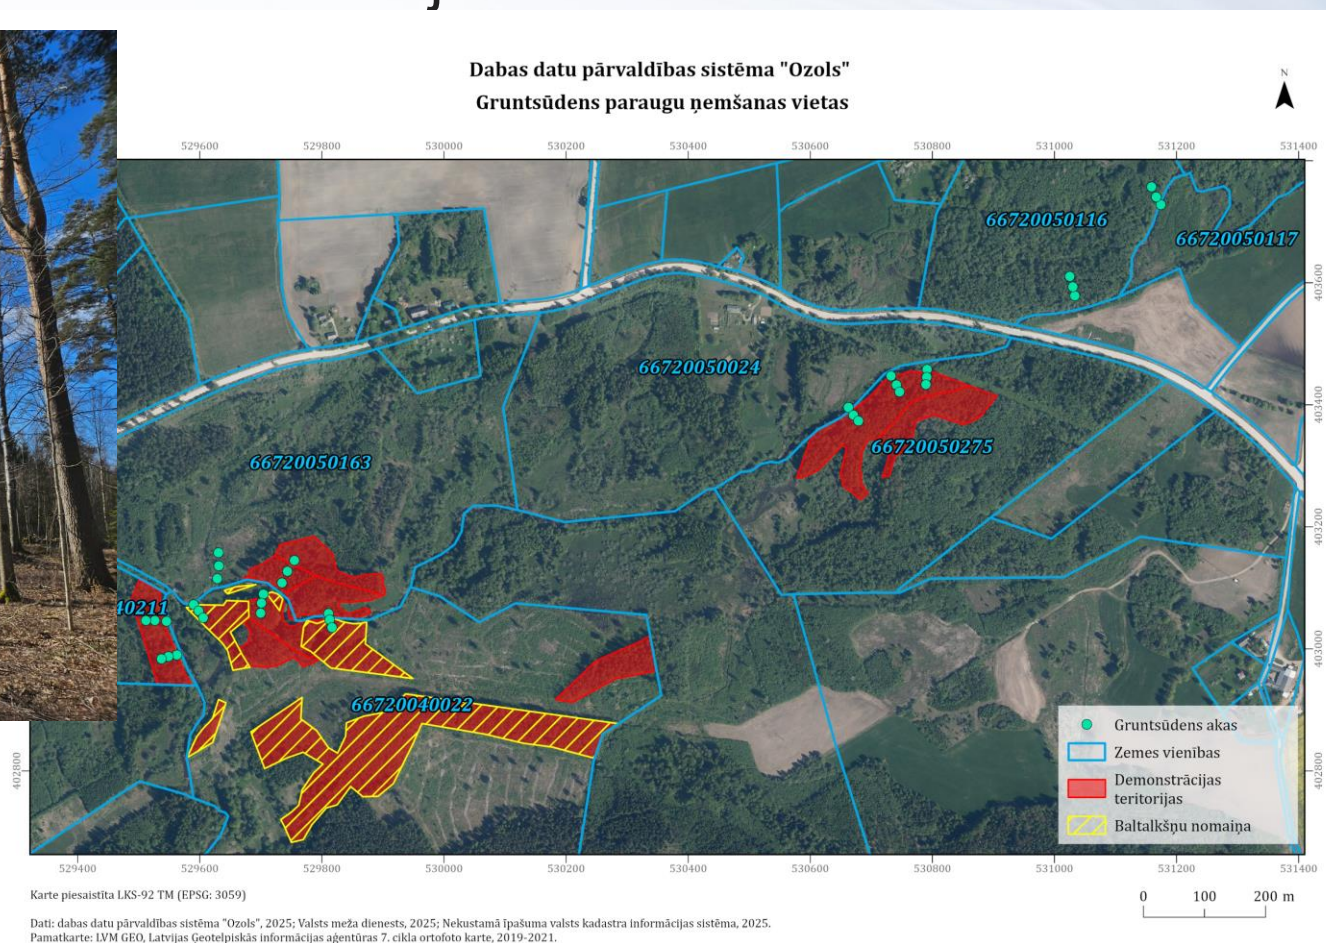 Dabas datu pārvaldības sistēma "Ozols"
Gruntsūdens paraugu ņemšanas vietas
N
529600 529800 530000 530200 530400 530600 530800 531000 531200 531400
66720050116
66720050117
403600
66720050024
403400
66720050275
66720050163
403200
40211
403000
66720040022
Gruntsūdens akas
Zemes vienības
Demonstrācijas
teritorijas
Baltalkšņu nomaiņa
402800
402800
529400 529600 529800 530000 530200 530400 530600 530800 531000 531200 531400
Karte piesaistīta LKS-92 TM (EPSG: 3059)
0 100 200 m
Dati: dabas datu pārvaldības sistēma "Ozols", 2025; Valsts meža dienests, 2025; Nekustamā īpašuma valsts kadastra informācijas sistēma, 2025.
Pamatkarte: LVM GEO, Latvijas Ģeotelpiskās informācijas aģentūras 7. cikla ortofoto karte, 2019-2021.